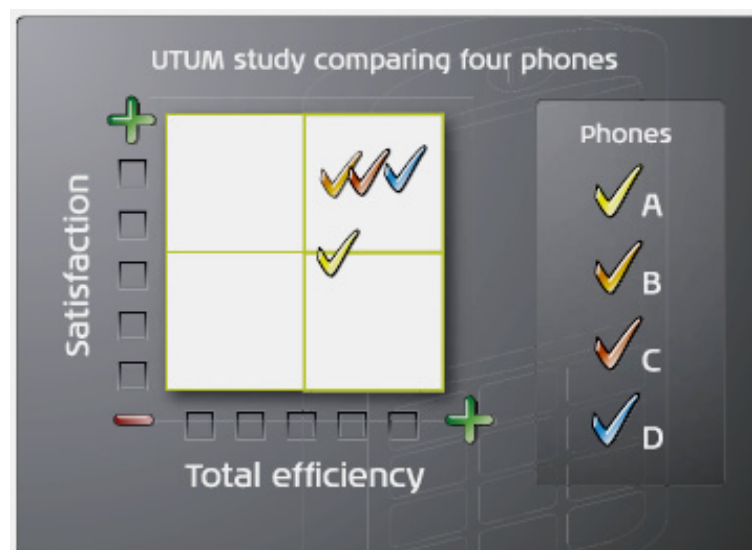 UTUM study comparing four phones
Satisfaction
Total efficiency
Phones
A
B
C
D